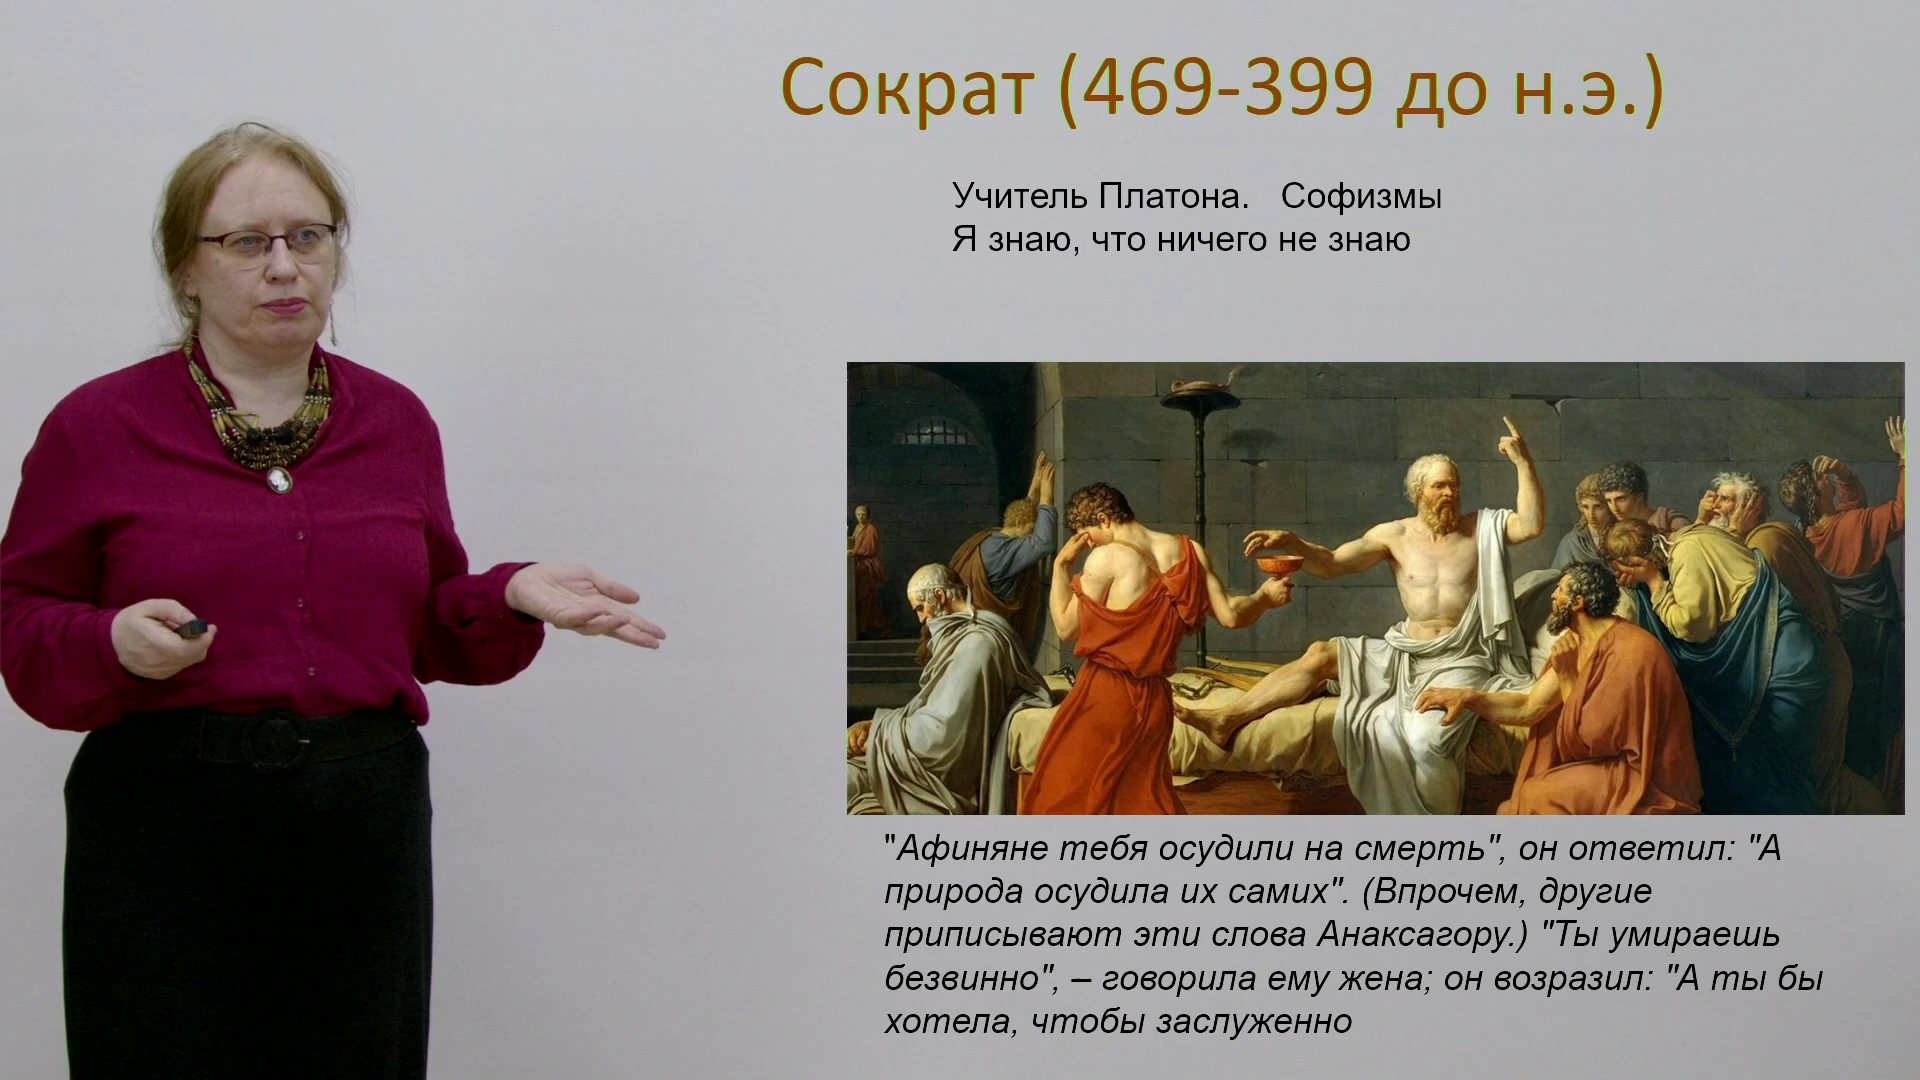 Сократ (469-399 до н.э.)
Учитель Платона. Софизмы
Я знаю, что ничего не знаю
"Афиняне тебя осудили на смерть", он ответил: "А
природа осудила их самих". (Впрочем, другие
приписывают эти слова Анаксагору.) "Ты умираешь
безвинно", – говорила ему жена; он возразил: "А ты бы
хотела, чтобы заслуженно